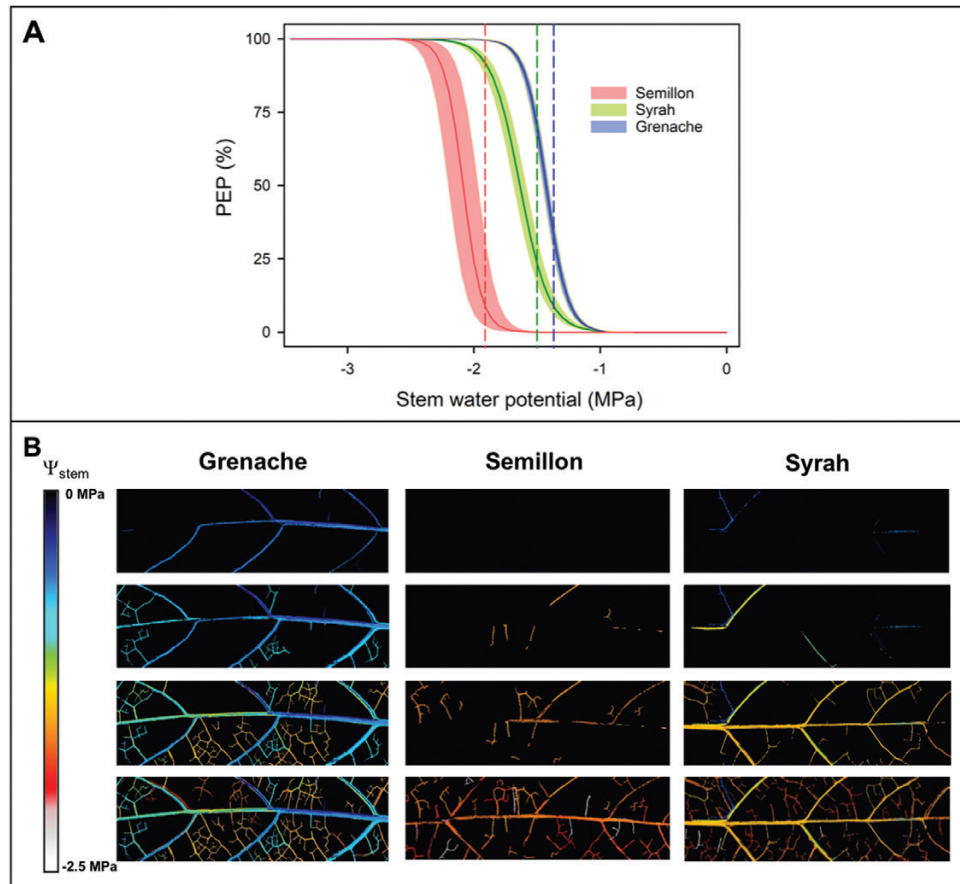 A
100
75
50
25
0
PEP (%)
Semillon
Syrah
Grenache
-3
-2
-1
0
Stem water potential (MPa)
B
Ψstem
0 MPa
-2.5 MPa
Grenache
Semillon
Syrah